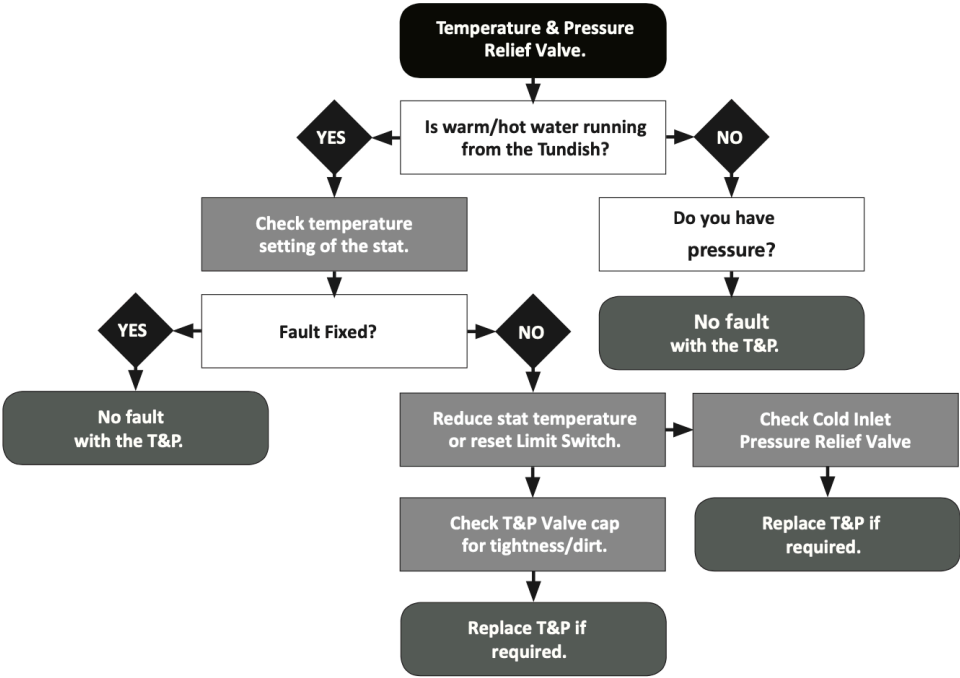 Temperature & Pressure
Relief Valve.
Is warm/hot water running
from the Tundish?
YES
NO
Check temperature
setting of the stat.
Do you have
pressure?
Fault Fixed?
YES
NO
No fault
with the T&P.
No fault
with the T&P.
Reduce stat temperature
or reset Limit Switch.
Check Cold Inlet
Pressure Relief Valve
Check T&P Valve cap
for tightness/dirt.
Replace T&P if
required.
Replace T&P if
required.